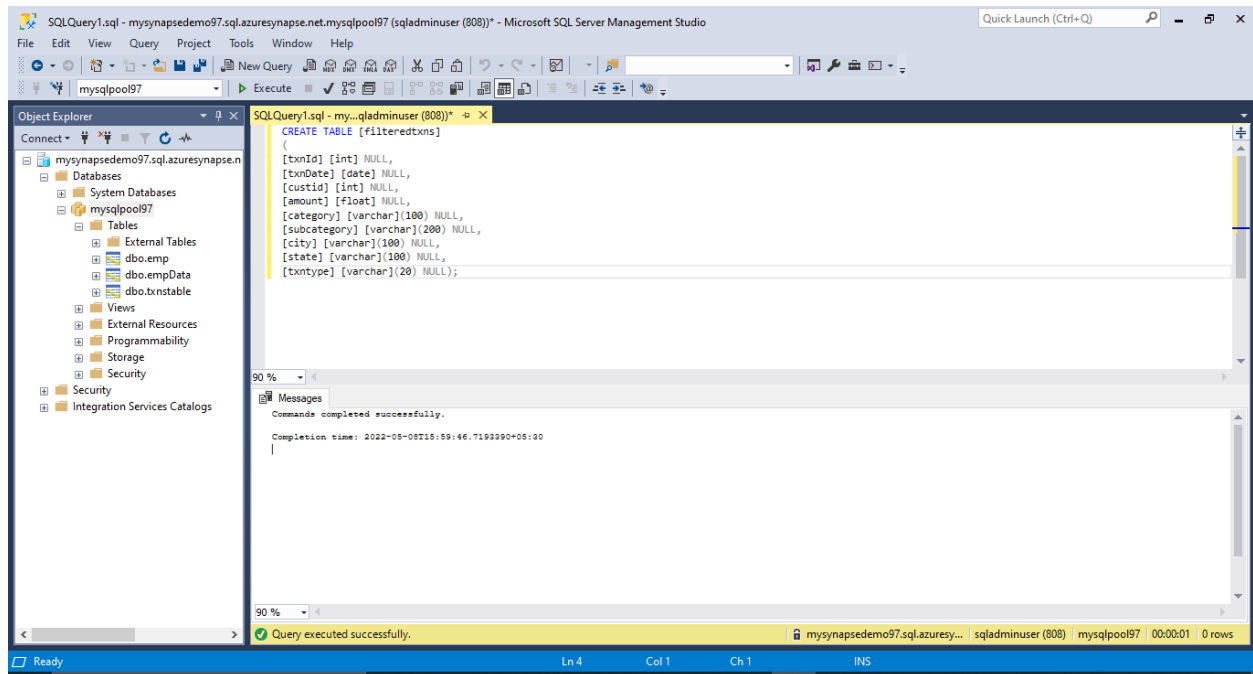 SQLQuery1.sql - mysynapsedemo97.sql.azuresynapse.net.mysqlpool97 (sqladminuser (808))* - Microsoft SQL Server Management Studio
Quick Launch (Ctrl+Q)
File Edit View Query Project Tools Window Help
New Query MDX DMX XMLA DAX
mysqlpool97 Execute
Object Explorer
SQLQuery1.sql - my...qladminuser (808))*
Connect
mysynapsedemo97.sql.azuresynapse.n
Databases
System Databases
mysqlpool97
Tables
External Tables
dbo.emp
dbo.empData
dbo.txnstable
Views
External Resources
Programmability
Storage
Security
Security
Integration Services Catalogs
CREATE TABLE [filteredtxns]
(
[txnId] [int] NULL,
[txnDate] [date] NULL,
[custid] [int] NULL,
[amount] [float] NULL,
[category] [varchar](100) NULL,
[subcategory] [varchar](200) NULL,
[city] [varchar](100) NULL,
[state] [varchar](100) NULL,
[txntype] [varchar](20) NULL);
90 %
Messages
Commands completed successfully.
Completion time: 2022-05-08T15:59:46.7193390+05:30
90 %
Query executed successfully. mysynapsedemo97.sql.azuresy... sqladminuser (808) mysqlpool97 00:00:01 0 rows
Ready Ln 4 Col 1 Ch 1 INS